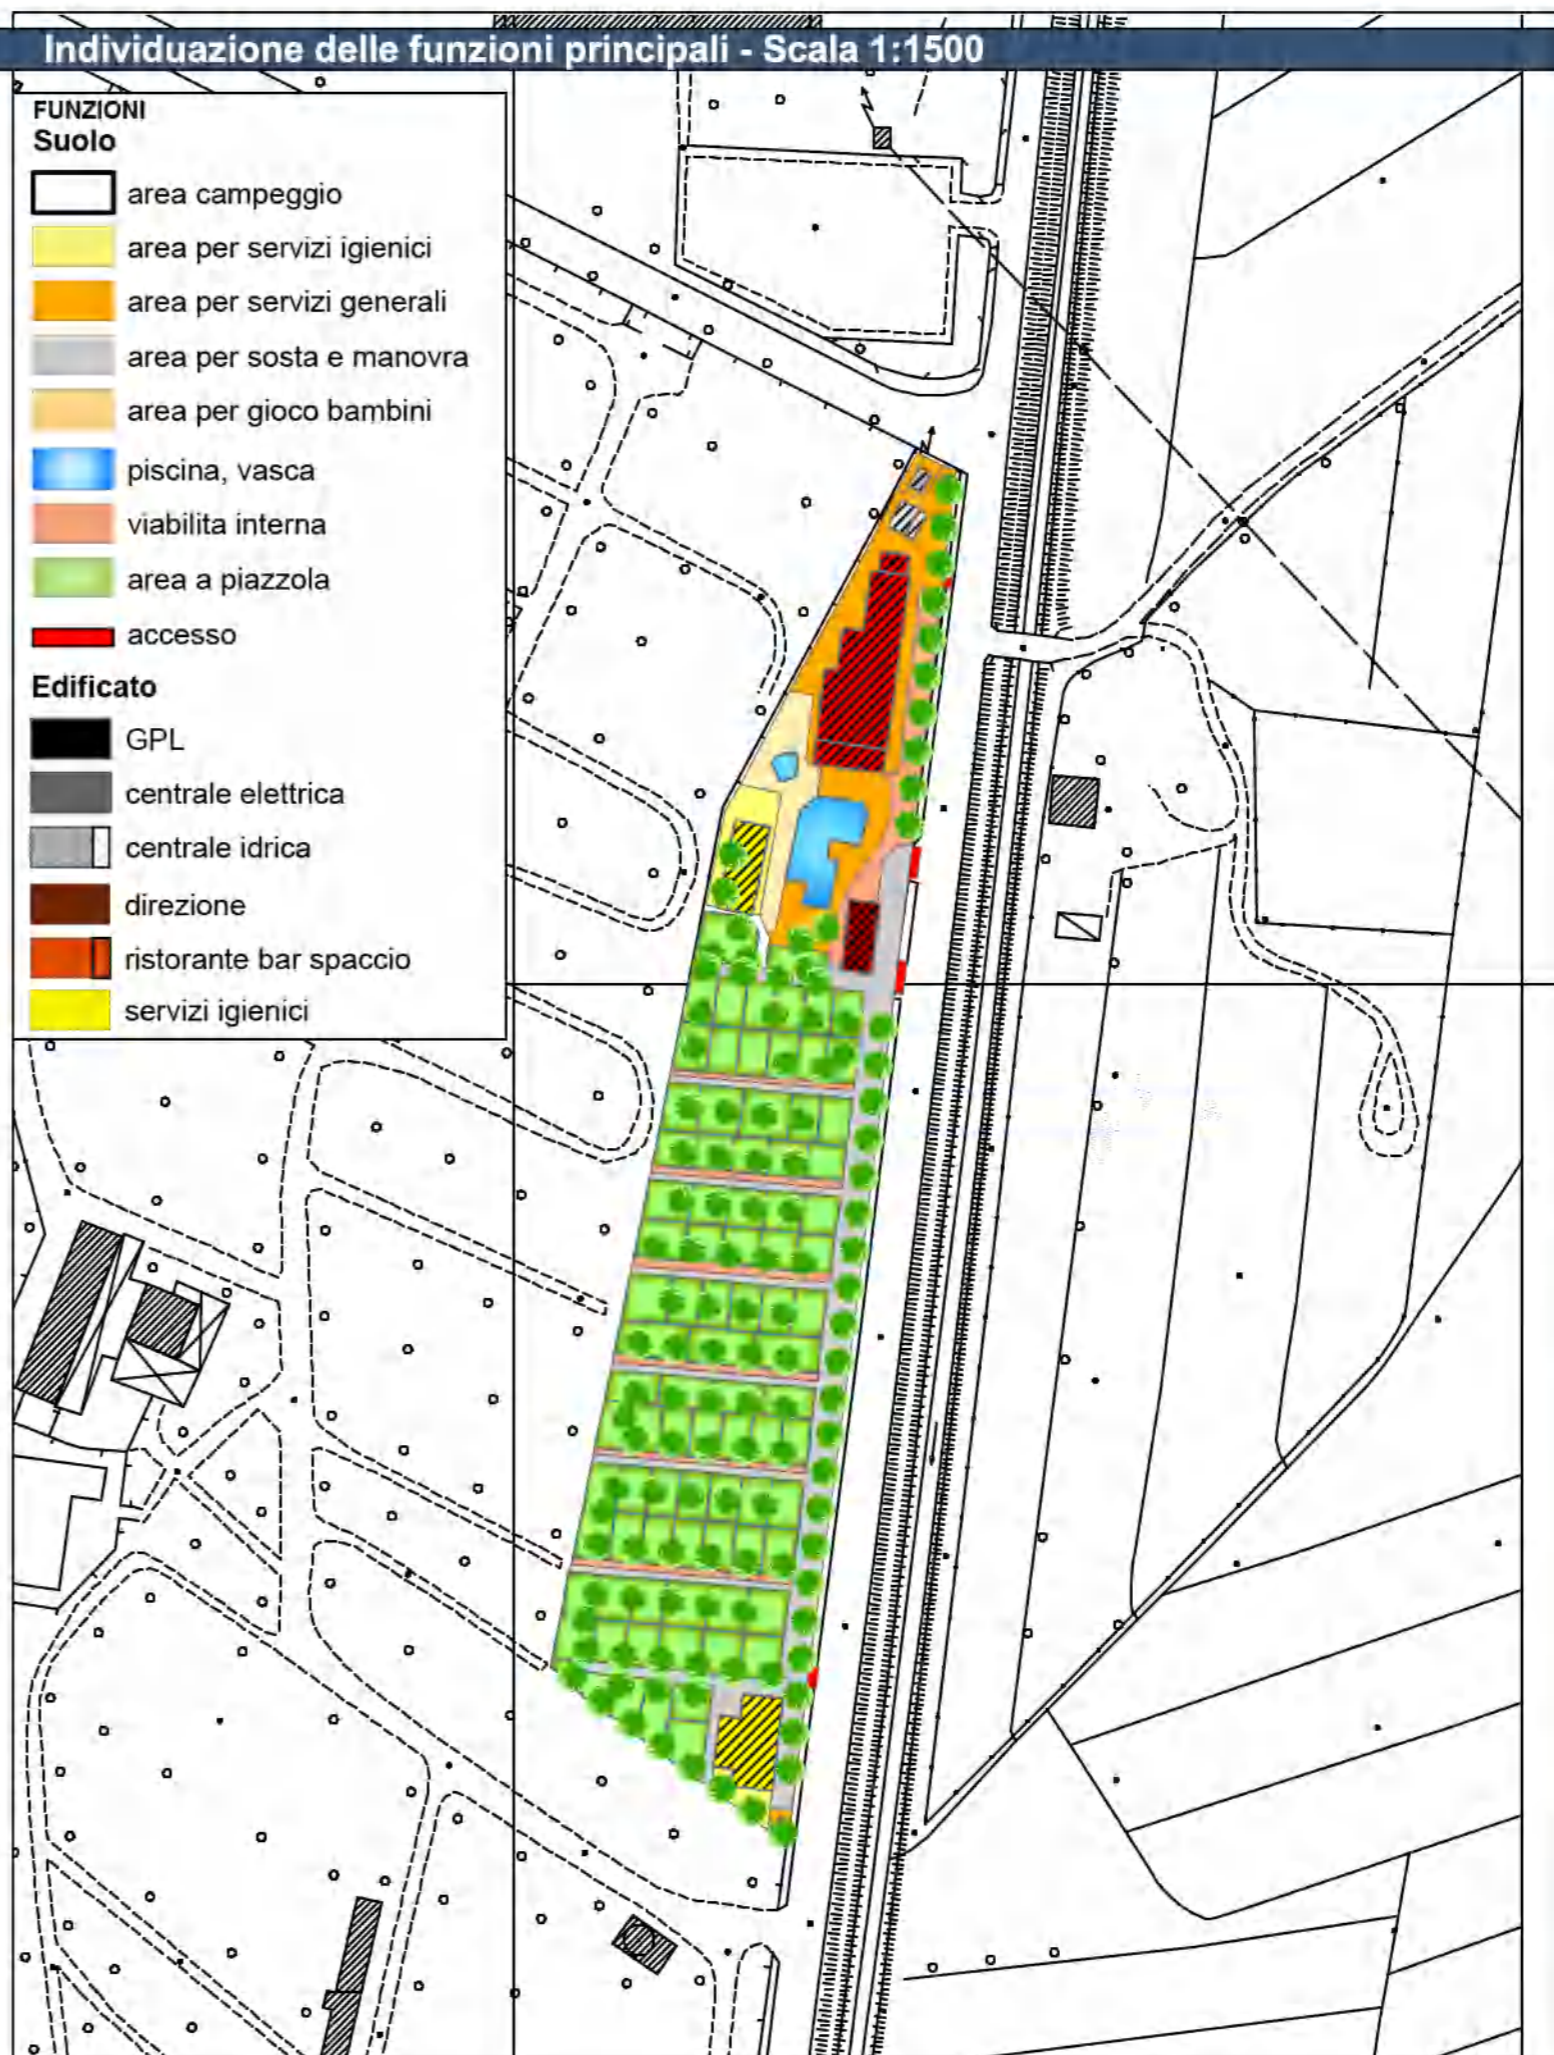 Individuazione delle funzioni principali - Scala 1:1500
FUNZIONI
Suolo
area campeggio
area per servizi igienici
area per servizi generali
area per sosta e manovra
area per gioco bambini
piscina, vasca
viabilita interna
area a piazzola
accesso
Edificato
GPL
centrale elettrica
centrale idrica
direzione
ristorante bar spaccio
servizi igienici